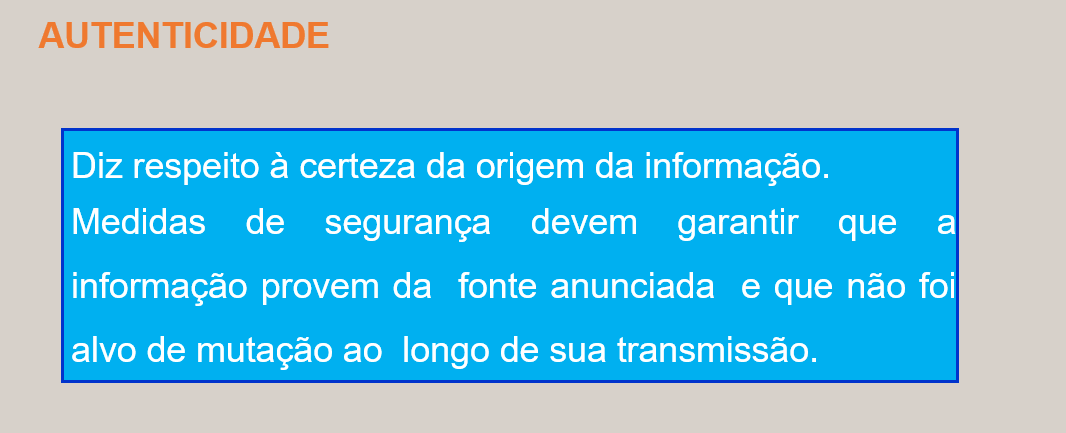 AUTENTICIDADE
Diz respeito à certeza da origem da informação.
Medidas de segurança devem garantir que a
informação provem da fonte anunciada e que não foi
alvo de mutação ao longo de sua transmissão.